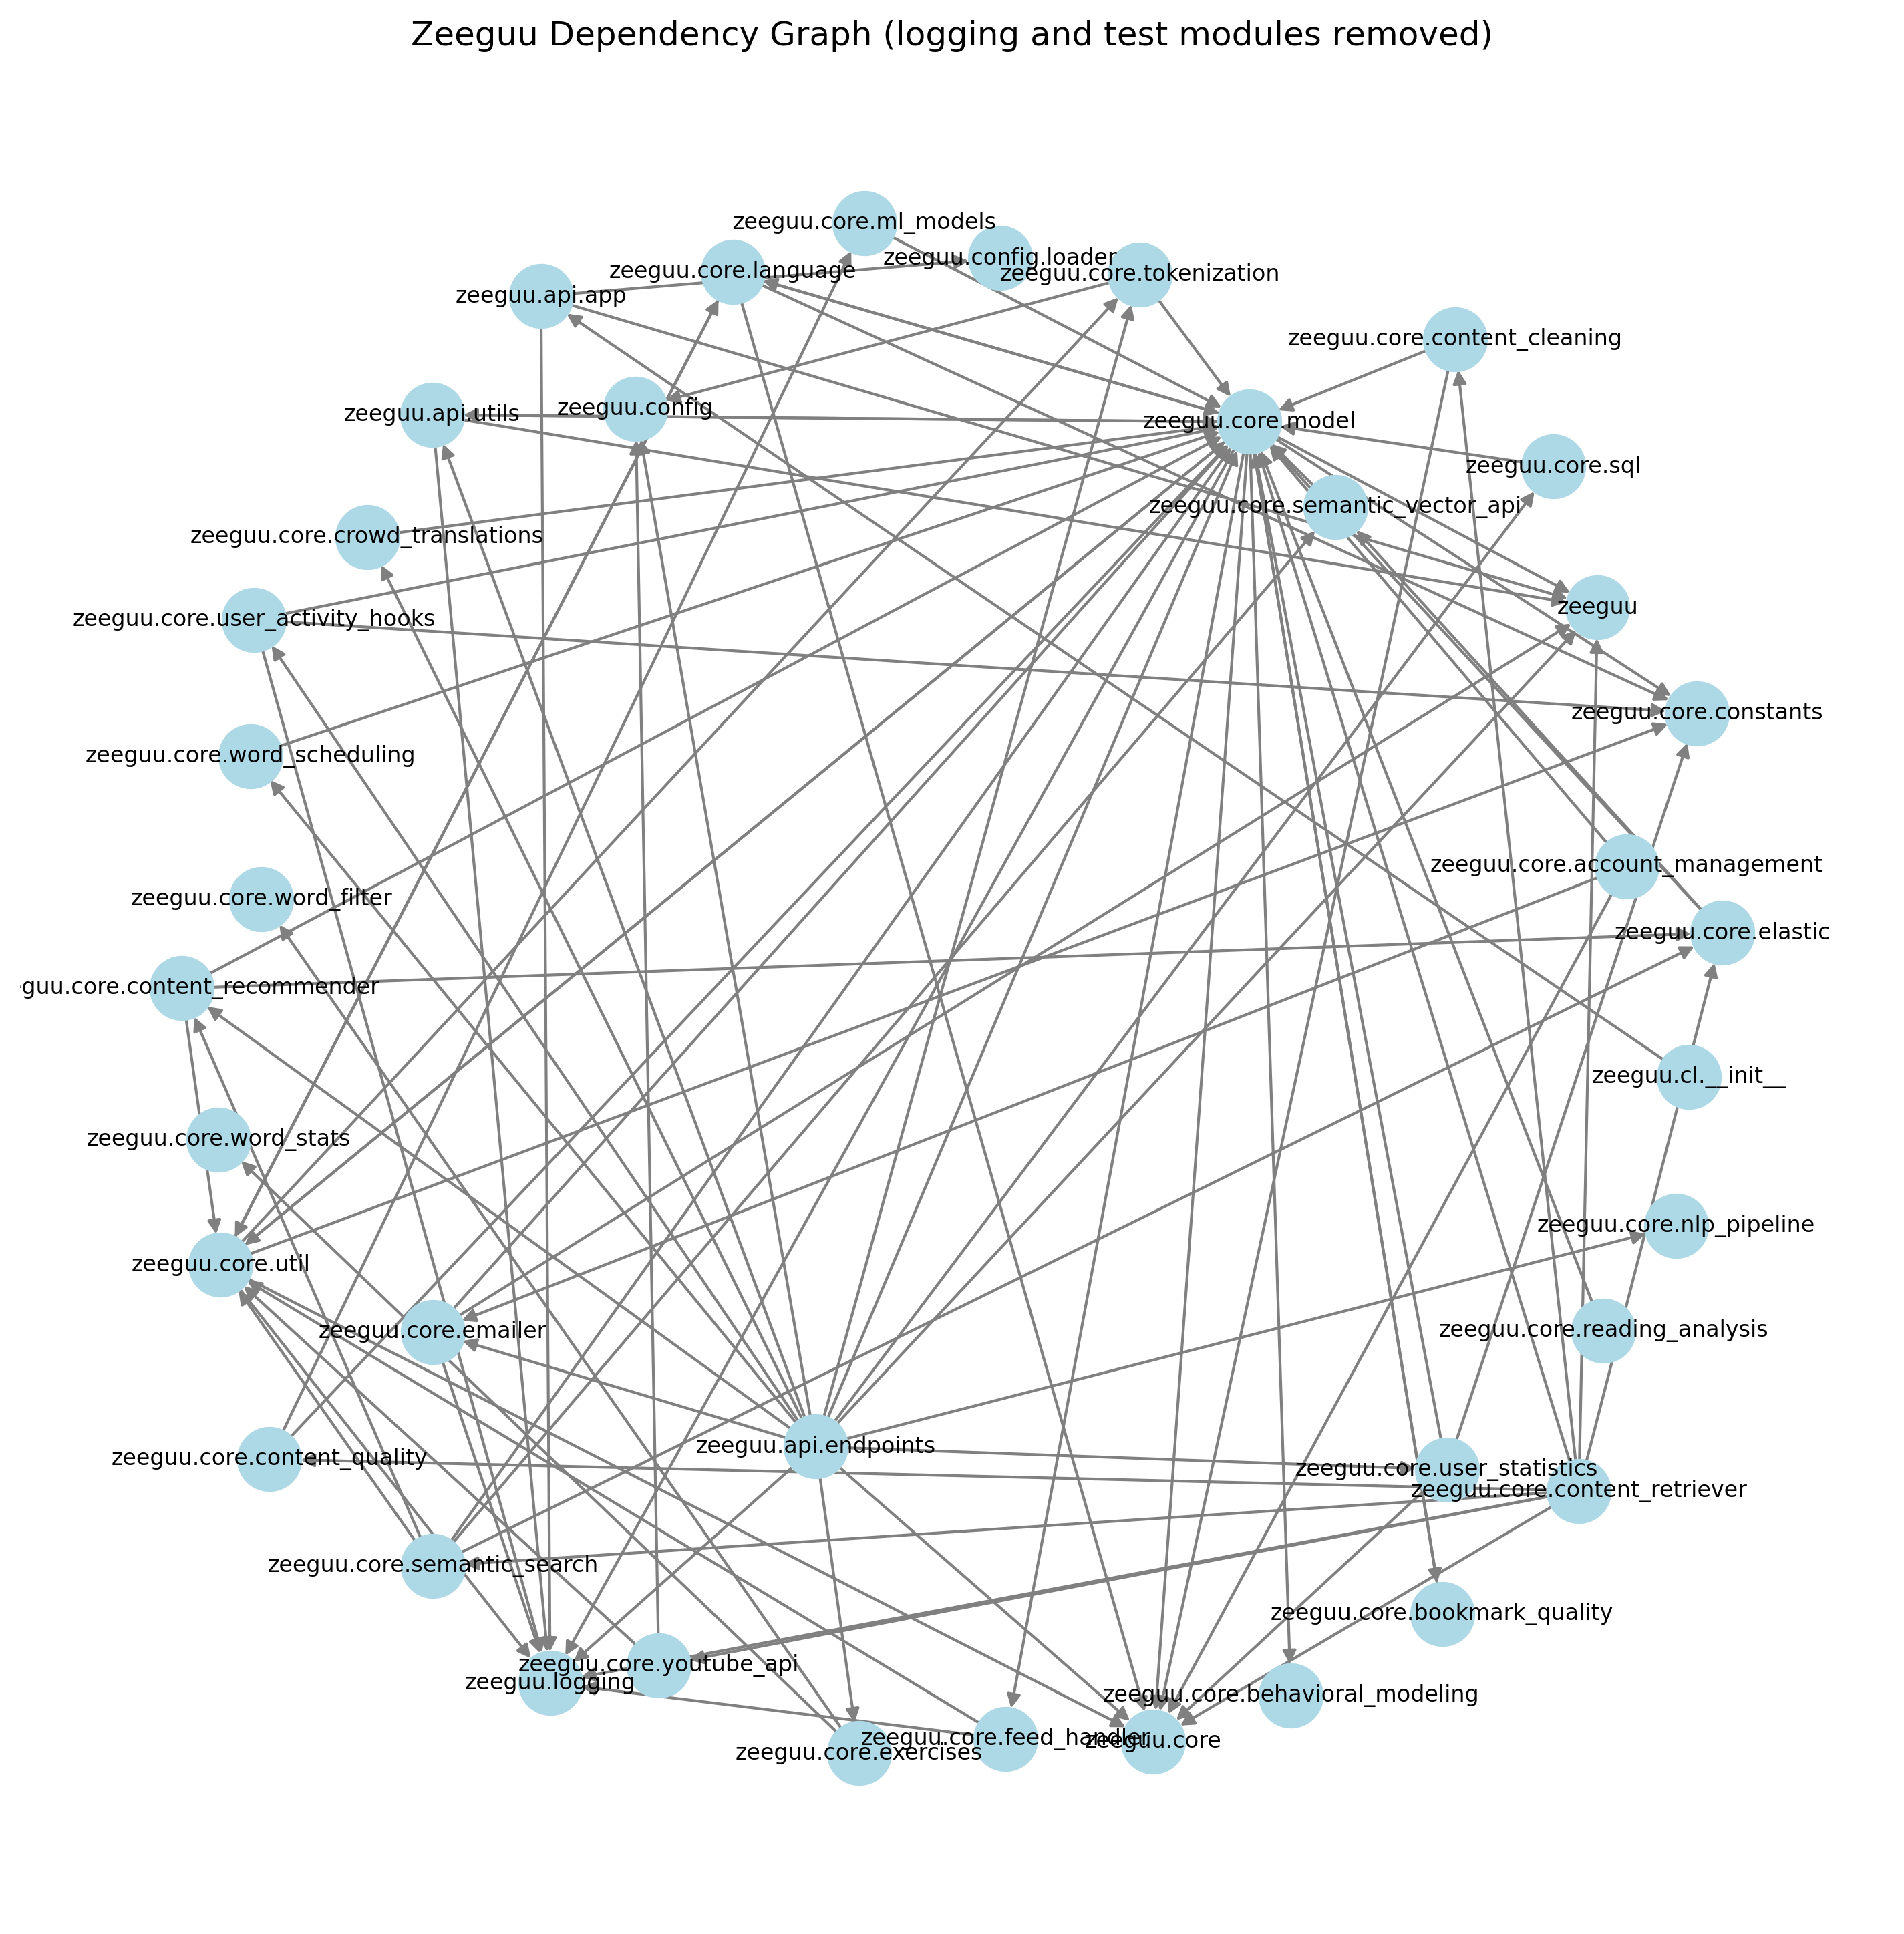 Zeeguu Dependency Graph (logging and test modules removed)
zeeguu.core.ml_models
zeeguu.config.loader
zeeguu.core.language
zeeguu.core.tokenization
zeeguu.api.app
zeeguu.core.content_cleaning
zeeguu.config
zeeguu.api.utils
zeeguu.core.model
zeeguu.core.sql
zeeguu.core.semantic_vector_api
zeeguu.core.crowd_translations
zeeguu
zeeguu.core.user_activity_hooks
zeeguu.core.constants
zeeguu.core.word_scheduling
zeeguu.core.account_management
zeeguu.core.word_filter
zeeguu.core.elastic
guu.core.content_recommender
zeeguu.cl.__init__
zeeguu.core.word_stats
zeeguu.core.nlp_pipeline
zeeguu.core.util
zeeguu.core.emailer
zeeguu.core.reading_analysis
zeeguu.api.endpoints
zeeguu.core.content_quality
zeeguu.core.user_statistics
zeeguu.core.content_retriever
zeeguu.core.semantic_search
zeeguu.core.bookmark_quality
zeeguu.core.youtube_api
zeeguu.logging
zeeguu.core.behavioral_modeling
zeeguu.core.feed_handler
zeeguu.core
zeeguu.core.exercises